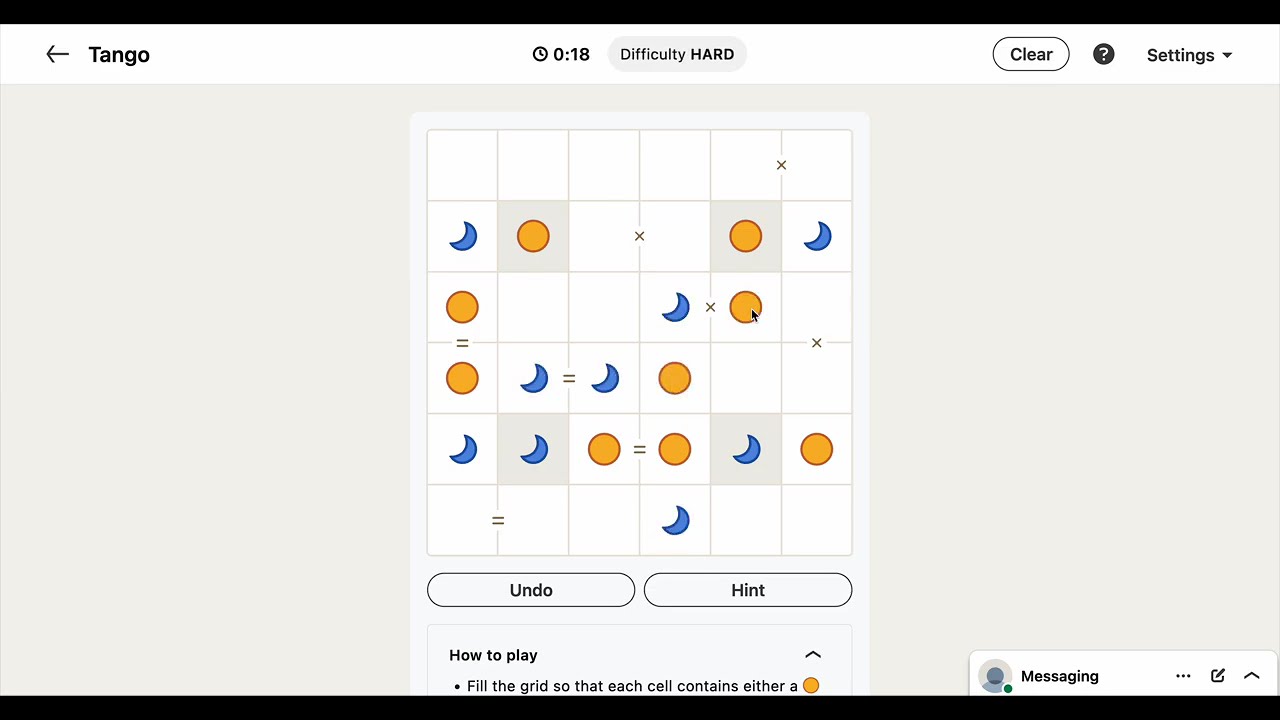 Tango
0:18
Difficulty HARD
Clear
?
Settings
×
×
×
=
×
=
=
=
Undo
Hint
How to play
• Fill the grid so that each cell contains either a
Messaging